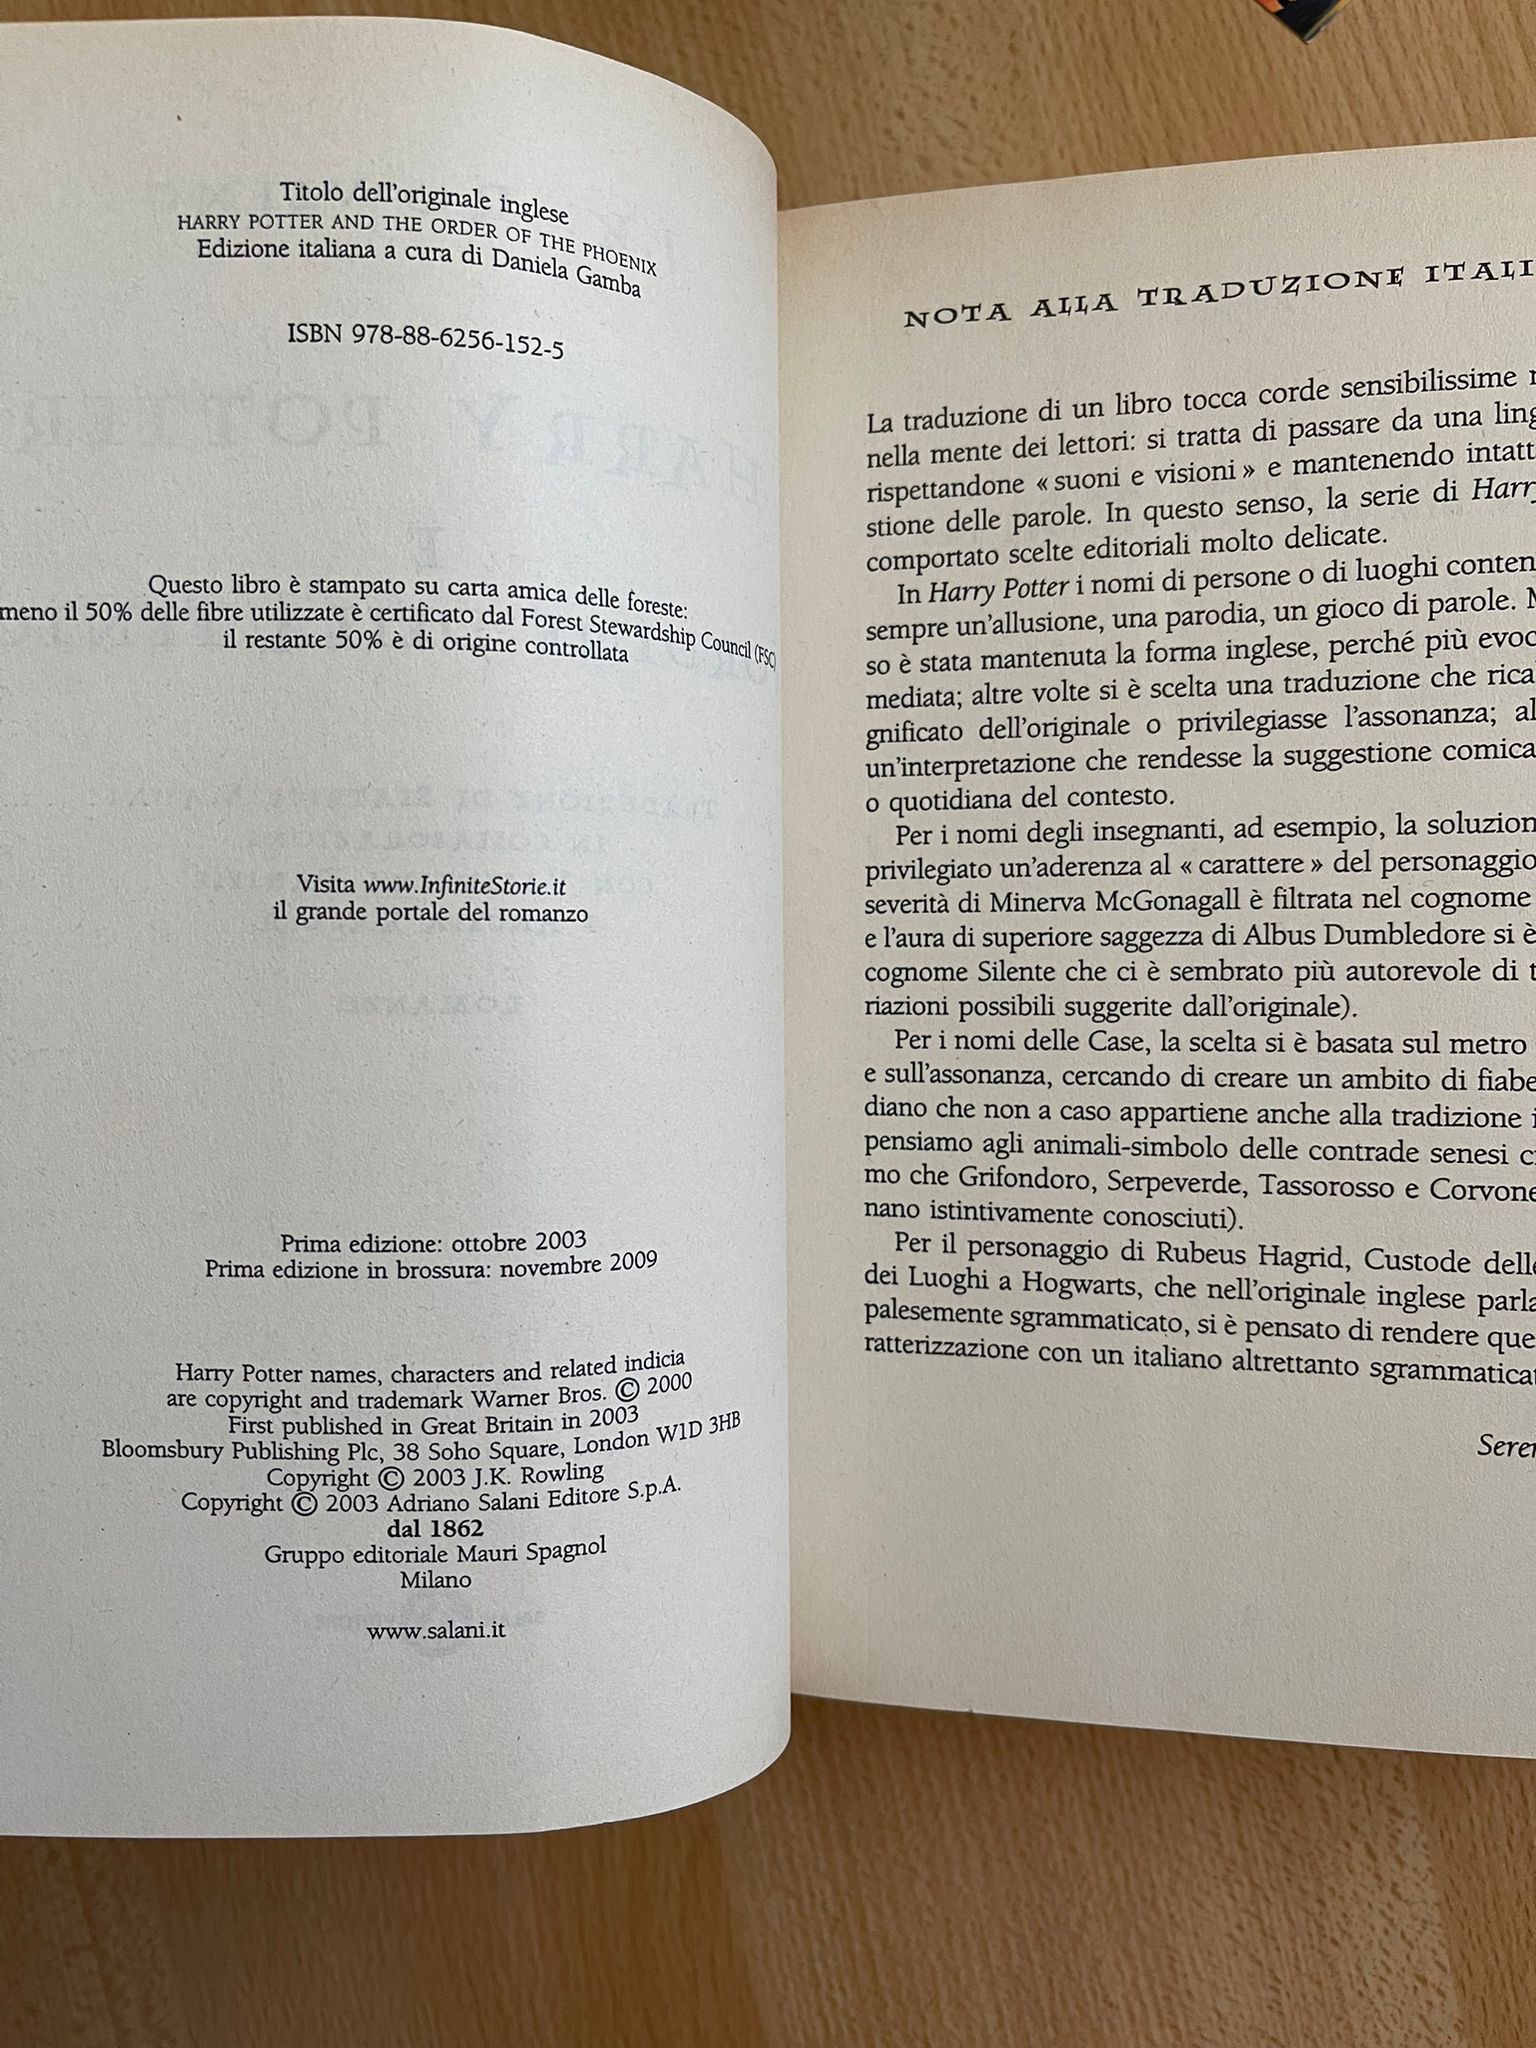 Titolo dell'originale inglese
HARRY POTTER AND THE ORDER OF THE PHOENIX
Edizione italiana a cura di Daniela Gamba
ISBN 978-88-6256-152-5
Questo libro è stampato su carta amica delle foreste:
meno il 50% delle fibre utilizzate è certificato dal Forest Stewardship Council (FSC)
il restante 50% è di origine controllata
Visita www.InfiniteStorie.it
il grande portale del romanzo
Prima edizione: ottobre 2003
Prima edizione in brossura: novembre 2009
Harry Potter names, characters and related indicia
are copyright and trademark Warner Bros. © 2000
First published in Great Britain in 2003
Bloomsbury Publishing Plc, 38 Soho Square, London W1D 3HB
Copyright © 2003 J.K. Rowling
Copyright © 2003 Adriano Salani Editore S.p.A.
dal 1862
Gruppo editoriale Mauri Spagnol
Milano
www.salani.it
NOTA ALLA TRADUZIONE ITALI
La traduzione di un libro tocca corde sensibilissime
nella mente dei lettori: si tratta di passare da una ling
rispettandone « suoni e visioni » e mantenendo intatt
stione delle parole. In questo senso, la serie di Harry
comportato scelte editoriali molto delicate.
In Harry Potter i nomi di persone o di luoghi conten
sempre un'allusione, una parodia, un gioco di parole. M
so è stata mantenuta la forma inglese, perché più evoc
mediata; altre volte si è scelta una traduzione che rica
gnificato dell'originale o privilegiasse l'assonanza; al
un'interpretazione che rendesse la suggestione comica
o quotidiana del contesto.
Per i nomi degli insegnanti, ad esempio, la soluzion
privilegiato un'aderenza al « carattere » del personaggio
severità di Minerva McGonagall è filtrata nel cognome
e l'aura di superiore saggezza di Albus Dumbledore si è
cognome Silente che ci è sembrato più autorevole di t
riazioni possibili suggerite dall'originale).
Per i nomi delle Case, la scelta si è basata sul metro
e sull'assonanza, cercando di creare un ambito di fiabe
diano che non a caso appartiene anche alla tradizione i
pensiamo agli animali-simbolo delle contrade senesi c
mo che Grifondoro, Serpeverde, Tassorosso e Corvone
nano istintivamente conosciuti).
Per il personaggio di Rubeus Hagrid, Custode delle
dei Luoghi a Hogwarts, che nell'originale inglese parla
palesemente sgrammaticato, si è pensato di rendere que
ratterizzazione con un italiano altrettanto sgrammaticat
Seren